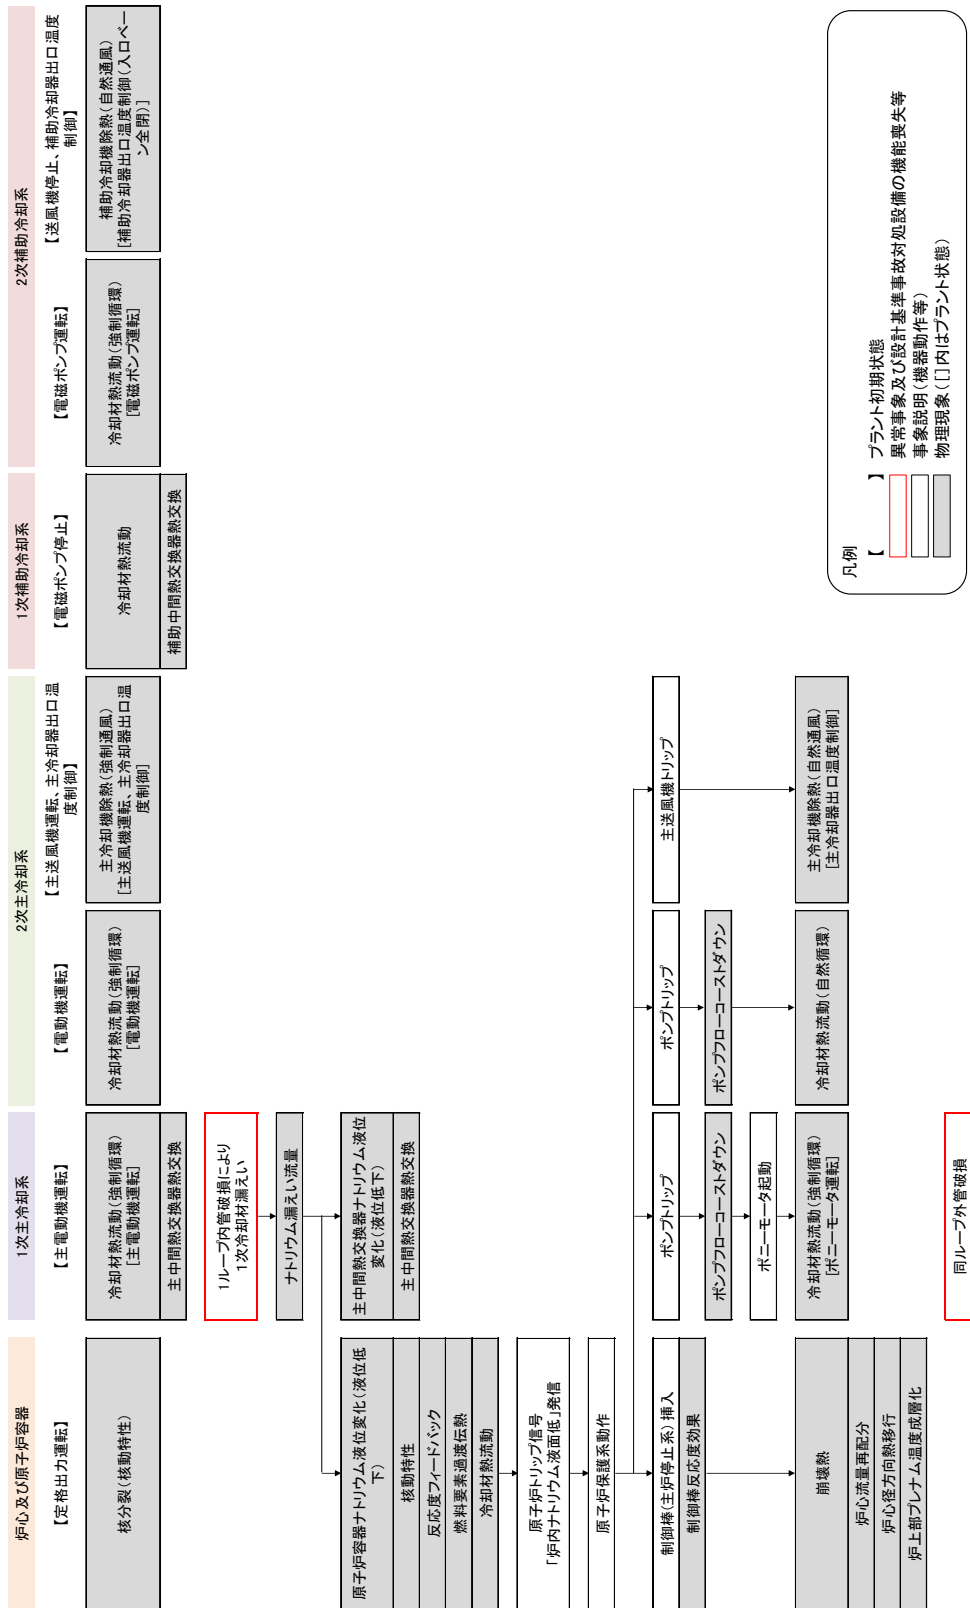 炉心及び原子炉容器
1次主冷却系
2次主冷却系
1次補助冷却系
2次補助冷却系
【定格出力運転】
【主電動機運転】
【電動機運転】
【主送風機運転、主冷却器出口温
度制御】
【電磁ポンプ停止】
【電磁ポンプ運転】
【送風機停止、補助冷却器出口温度
制御】
核分裂(核動特性)
冷却材熱流動(強制循環)
[主電動機運転]
主中間熱交換器熱交換
冷却材熱流動(強制循環)
[電動機運転]
主冷却機除熱(強制通風)
[主送風機運転、主冷却器出口温
度制御]
冷却材熱流動
補助中間熱交換器熱交換
冷却材熱流動(強制循環)
[電磁ポンプ運転]
補助冷却機除熱(自然通風)
[補助冷却器出口温度制御(入口ベー
ン全閉)]
1ループ内管破損により
1次冷却材漏えい
ナトリウム漏えい流量
原子炉容器ナトリウム液位変化(液位低
下)
核動特性
反応度フィードバック
燃料要素過渡伝熱
冷却材熱流動
主中間熱交換器ナトリウム液位
変化(液位低下)
主中間熱交換器熱交換
原子炉トリップ信号
「炉内ナトリウム液面低」発信
原子炉保護系動作
制御棒(主炉停止系)挿入
制御棒反応度効果
ポンプトリップ
ポンプフローコーストダウン
ポニーモータ起動
ポンプトリップ
ポンプフローコーストダウン
主送風機トリップ
崩壊熱
炉心流量再配分
炉心径方向熱移行
炉上部プレナム温度成層化
冷却材熱流動(強制循環)
[ポニーモータ運転]
冷却材熱流動(自然循環)
主冷却機除熱(自然通風)
[主冷却器出口温度制御]
同ループ外管破損
凡例
【 】 プラント初期状態
異常事象及び設計基準事故対処設備の機能喪失等
事象説明(機器動作等)
物理現象([]内はプラント状態)